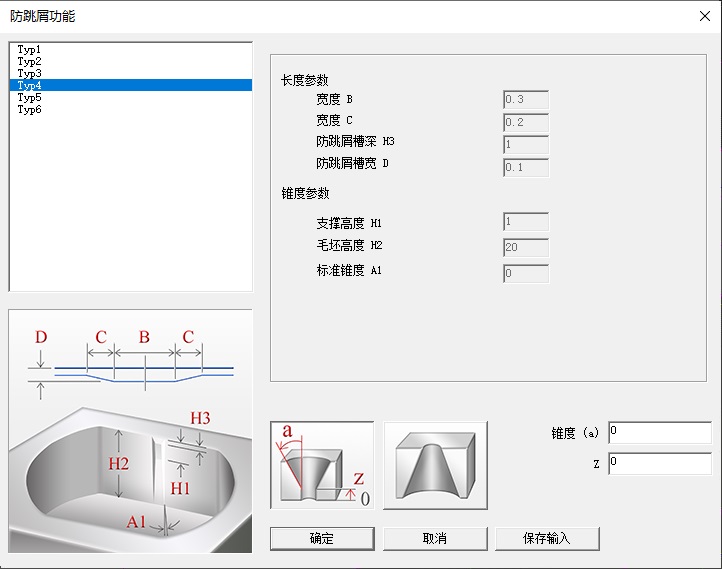 防跳屑功能
Typ1
Typ2
Typ3
Typ4
Typ5
Typ6
长度参数
宽度 B 0.3
宽度 C 0.2
防跳屑槽深 H3 1
防跳屑槽宽 D 0.1
锥度参数
支撑高度 H1 1
毛坯高度 H2 20
标准锥度 A1 0
D C B C
H3
H2
H1
A1
a
z
0
锥度 (a) 0
Z 0
确定 取消 保存输入